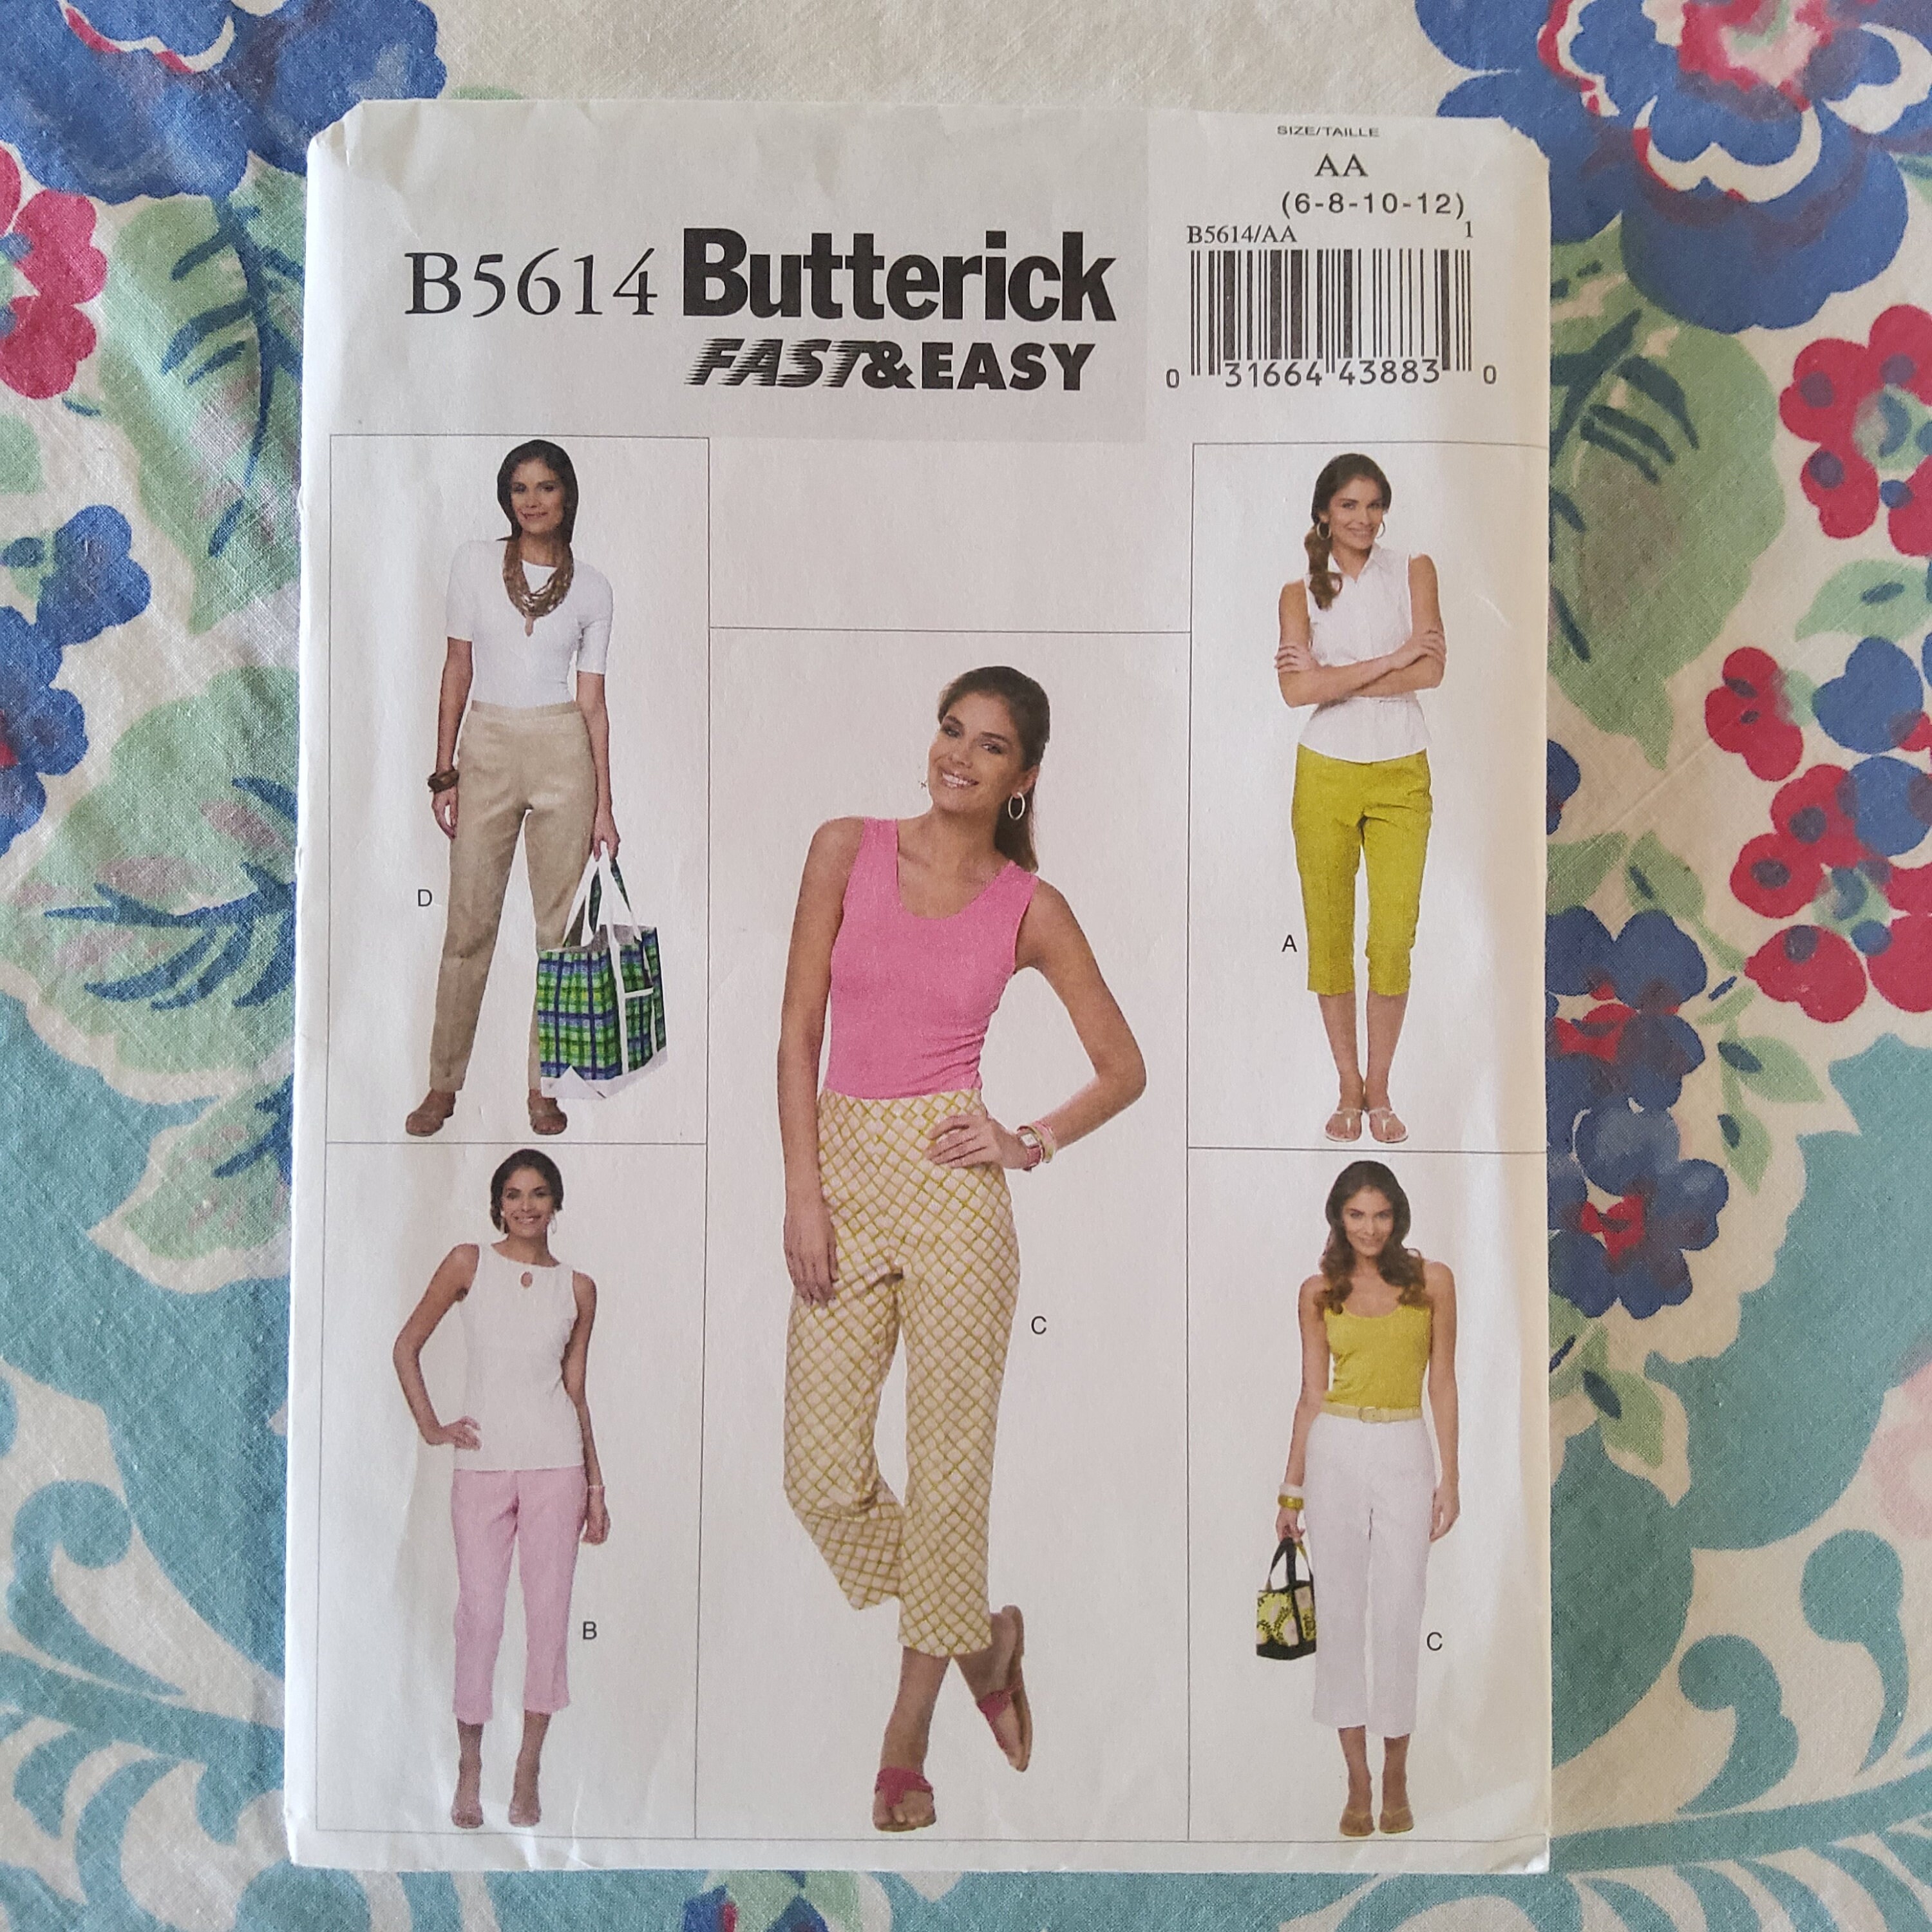 SIZE/TAILLE
AA
(6-8-10-12)
B5614/AA 1
B5614 Butterick
FAST&EASY
0 31664 43883 0
D
A
C
B
C